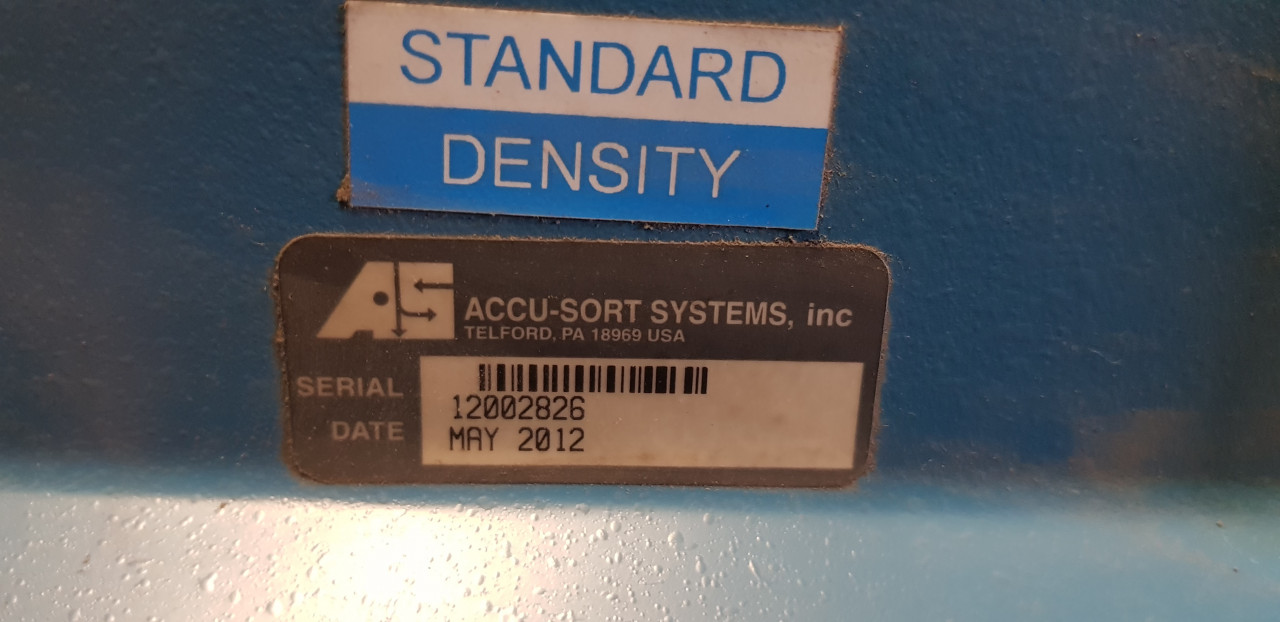 STANDARD
DENSITY
AS ACCU-SORT SYSTEMS, inc
TELFORD, PA 18969 USA
SERIAL 12002826
DATE MAY 2012